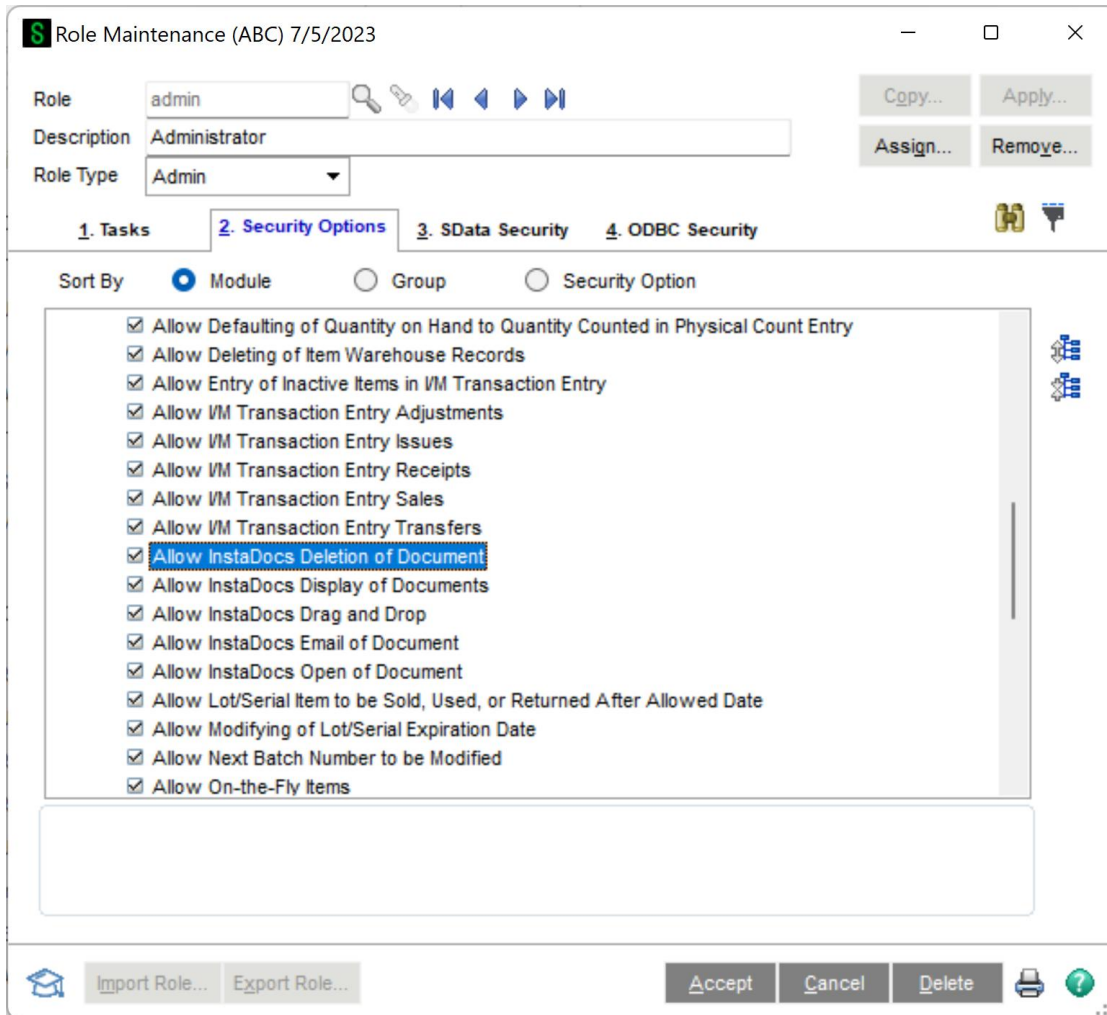 S Role Maintenance (ABC) 7/5/2023
Role admin Copy... Apply...
Description Administrator Assign... Remove...
Role Type Admin
1. Tasks 2. Security Options 3. SData Security 4. ODBC Security
Sort By Module Group Security Option
Allow Defaulting of Quantity on Hand to Quantity Counted in Physical Count Entry
Allow Deleting of Item Warehouse Records
Allow Entry of Inactive Items in I/M Transaction Entry
Allow I/M Transaction Entry Adjustments
Allow I/M Transaction Entry Issues
Allow I/M Transaction Entry Receipts
Allow I/M Transaction Entry Sales
Allow I/M Transaction Entry Transfers
Allow InstaDocs Deletion of Document
Allow InstaDocs Display of Documents
Allow InstaDocs Drag and Drop
Allow InstaDocs Email of Document
Allow InstaDocs Open of Document
Allow Lot/Serial Item to be Sold, Used, or Returned After Allowed Date
Allow Modifying of Lot/Serial Expiration Date
Allow Next Batch Number to be Modified
Allow On-the-Fly Items
Import Role... Export Role... Accept Cancel Delete ?